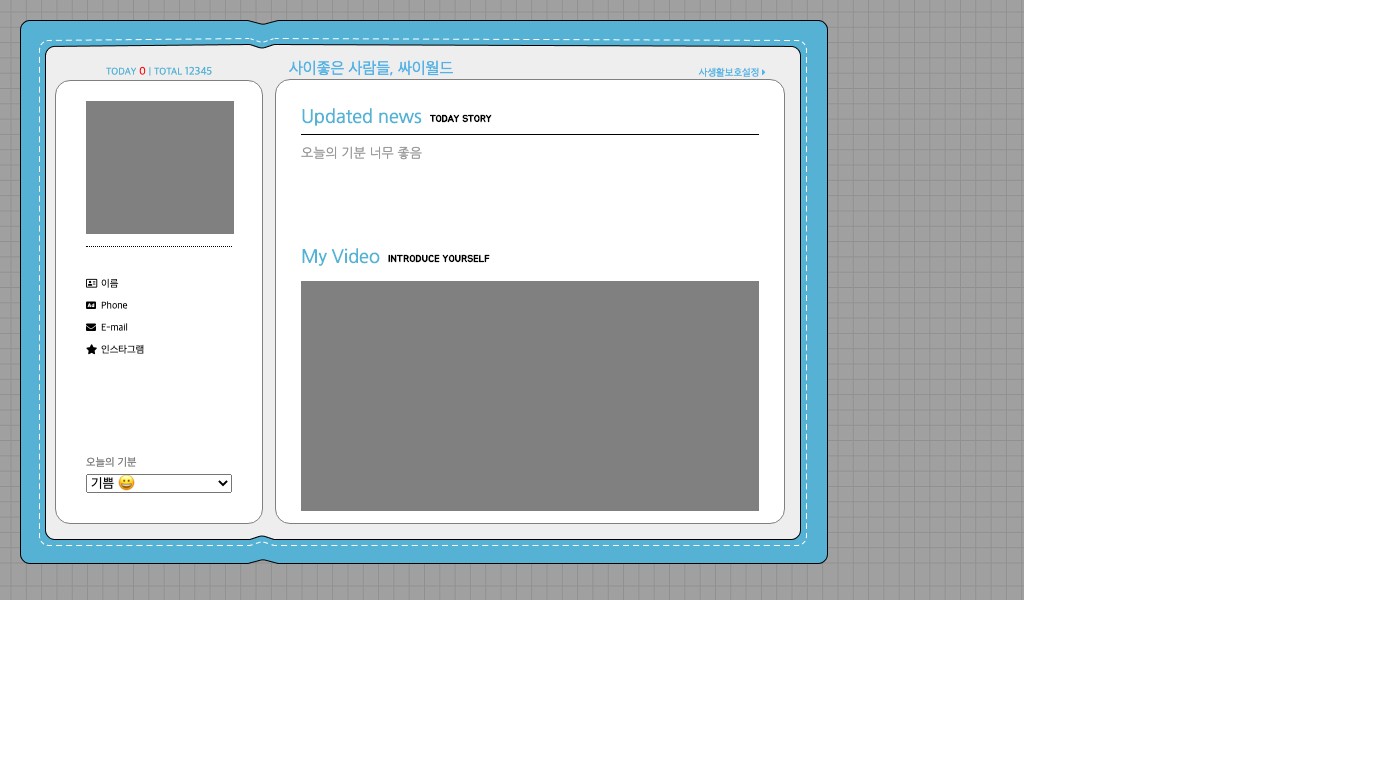 TODAY 0 | TOTAL 12345
이름
Phone
E-mail
인스타그램
오늘의 기분
기쁨 😀
사이좋은 사람들, 싸이월드
사생활보호설정
Updated news TODAY STORY
오늘의 기분 너무 좋음
My Video INTRODUCE YOURSELF